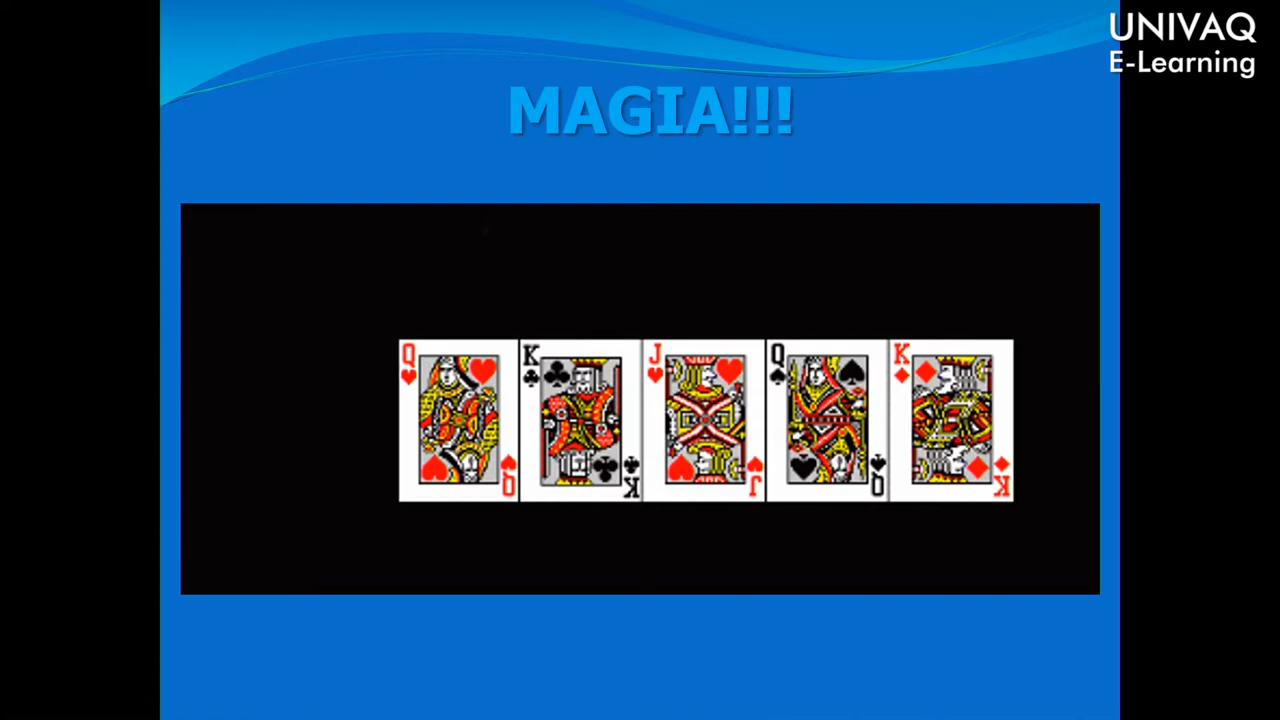 UNIVAQ
E-Learning
MAGIA!!!
Q K J Q K
Q K J Q K